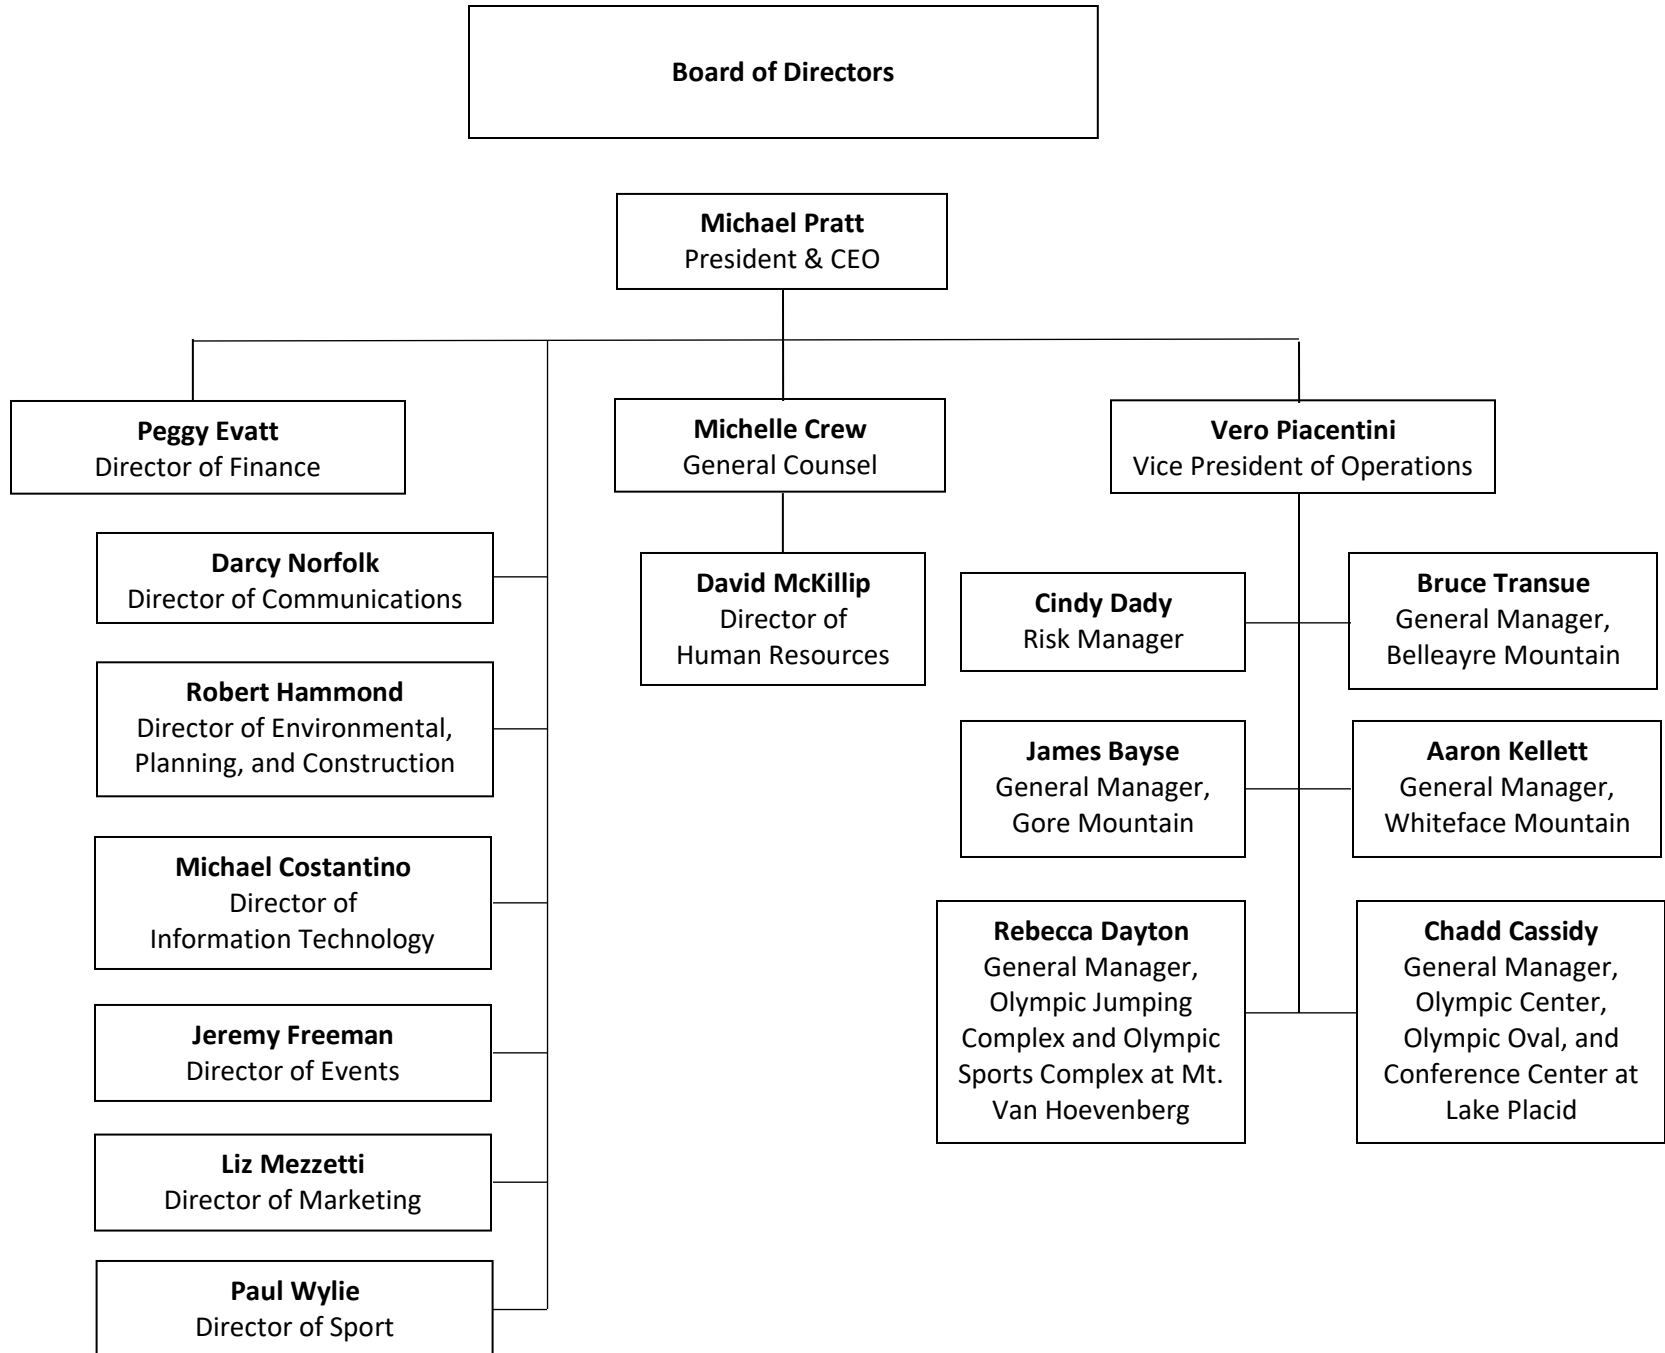 Board of Directors
Michael Pratt
President & CEO
Peggy Evatt
Director of Finance
Michelle Crew
General Counsel
Vero Piacentini
Vice President of Operations
Darcy Norfolk
Director of Communications
Robert Hammond
Director of Environmental,
Planning, and Construction
Michael Costantino
Director of
Information Technology
Jeremy Freeman
Director of Events
Liz Mezzetti
Director of Marketing
Paul Wylie
Director of Sport
David McKillip
Director of
Human Resources
Cindy Dady
Risk Manager
Bruce Transue
General Manager,
Belleayre Mountain
James Bayse
General Manager,
Gore Mountain
Aaron Kellett
General Manager,
Whiteface Mountain
Rebecca Dayton
General Manager,
Olympic Jumping
Complex and Olympic
Sports Complex at Mt.
Van Hoevenberg
Chadd Cassidy
General Manager,
Olympic Center,
Olympic Oval, and
Conference Center at
Lake Placid